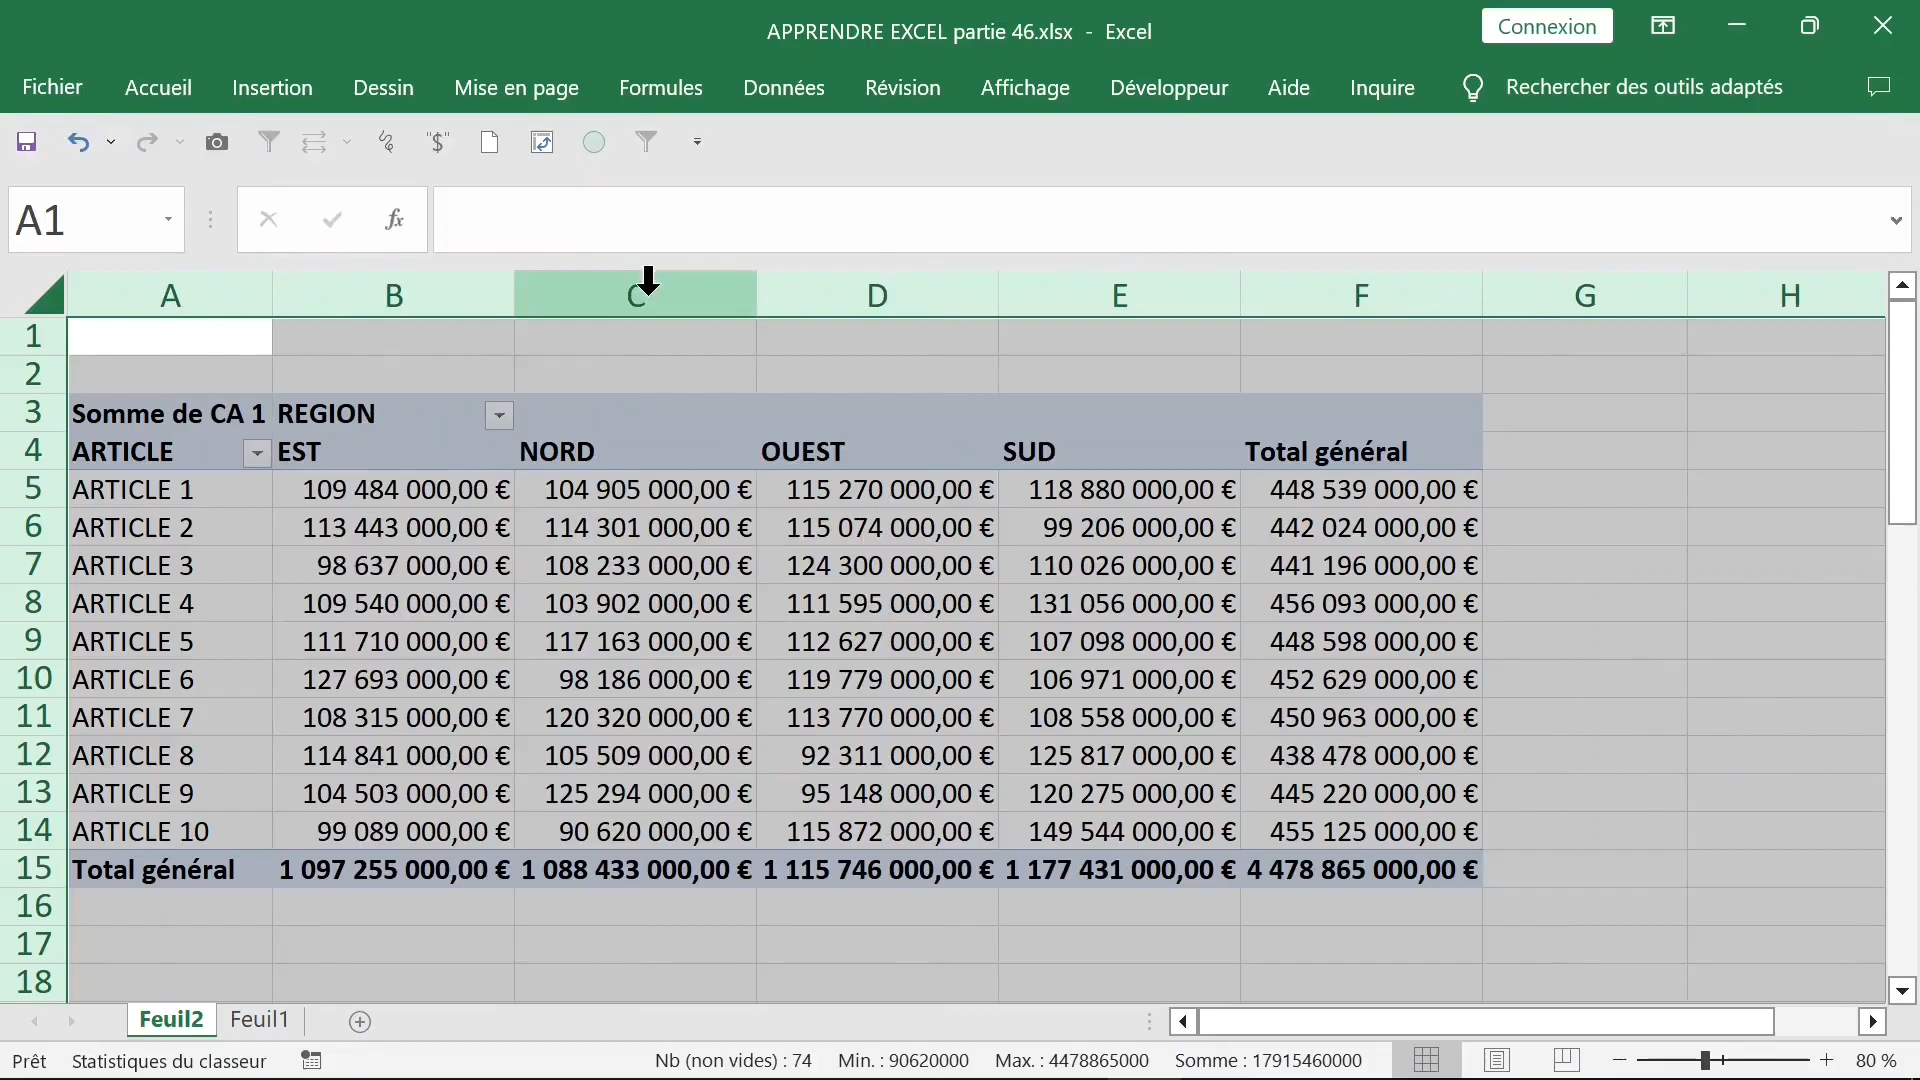 APPRENDRE EXCEL partie 46.xlsx - Excel
Connexion
Fichier Accueil Insertion Dessin Mise en page Formules Données Révision Affichage Développeur Aide Inquire Rechercher des outils adaptés
"$"
A1 fx
A B C D E F G H
1
2
3 Somme de CA 1 REGION
4 ARTICLE EST NORD OUEST SUD Total général
5 ARTICLE 1 109 484 000,00 € 104 905 000,00 € 115 270 000,00 € 118 880 000,00 € 448 539 000,00 €
6 ARTICLE 2 113 443 000,00 € 114 301 000,00 € 115 074 000,00 € 99 206 000,00 € 442 024 000,00 €
7 ARTICLE 3 98 637 000,00 € 108 233 000,00 € 124 300 000,00 € 110 026 000,00 € 441 196 000,00 €
8 ARTICLE 4 109 540 000,00 € 103 902 000,00 € 111 595 000,00 € 131 056 000,00 € 456 093 000,00 €
9 ARTICLE 5 111 710 000,00 € 117 163 000,00 € 112 627 000,00 € 107 098 000,00 € 448 598 000,00 €
10 ARTICLE 6 127 693 000,00 € 98 186 000,00 € 119 779 000,00 € 106 971 000,00 € 452 629 000,00 €
11 ARTICLE 7 108 315 000,00 € 120 320 000,00 € 113 770 000,00 € 108 558 000,00 € 450 963 000,00 €
12 ARTICLE 8 114 841 000,00 € 105 509 000,00 € 92 311 000,00 € 125 817 000,00 € 438 478 000,00 €
13 ARTICLE 9 104 503 000,00 € 125 294 000,00 € 95 148 000,00 € 120 275 000,00 € 445 220 000,00 €
14 ARTICLE 10 99 089 000,00 € 90 620 000,00 € 115 872 000,00 € 149 544 000,00 € 455 125 000,00 €
15 Total général 1 097 255 000,00 € 1 088 433 000,00 € 1 115 746 000,00 € 1 177 431 000,00 € 4 478 865 000,00 €
16
17
18
Feuil2 Feuil1
Prêt Statistiques du classeur Nb (non vides) : 74 Min. : 90620000 Max. : 4478865000 Somme : 17915460000 80 %